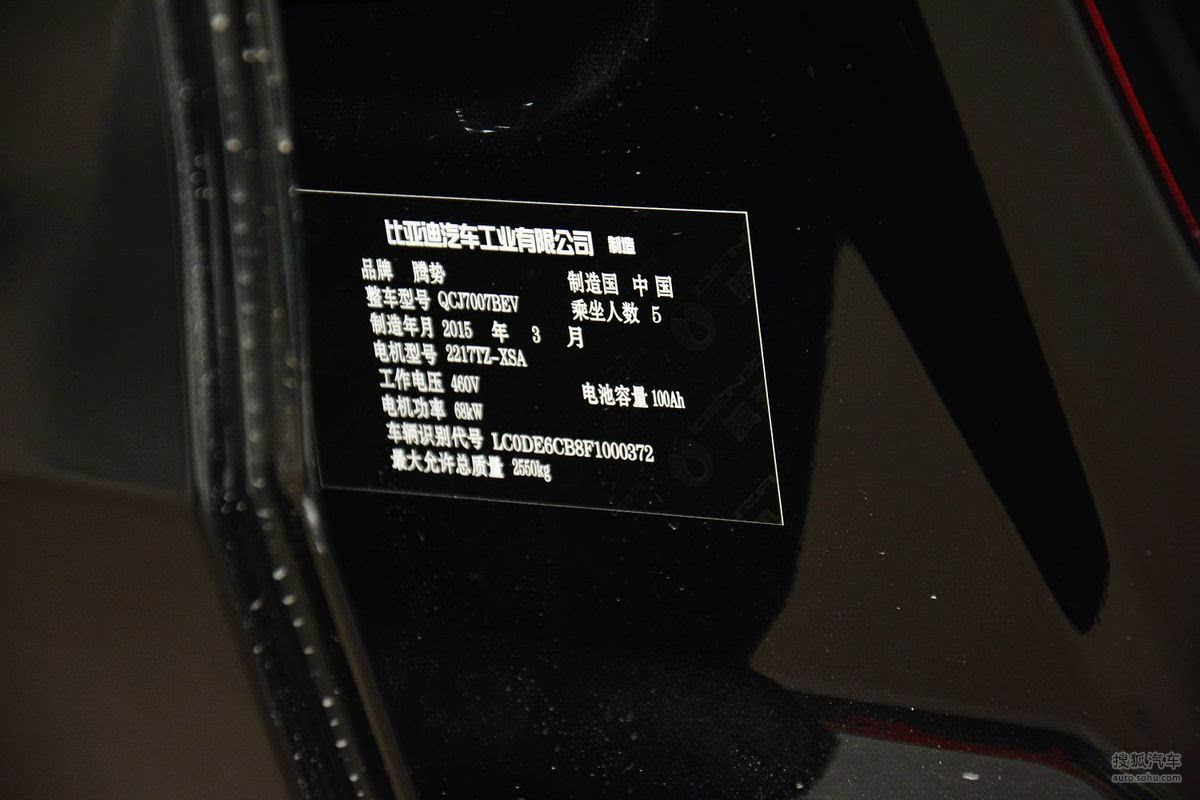 比亚迪汽车工业有限公司 制造
品牌 腾势 制造国 中国
整车型号 QCJ7007BEV 乘坐人数 5
制造年月 2015 年 3 月
电机型号 2217TZ-XSA
工作电压 460V 电池容量 100Ah
电机功率 68kW
车辆识别代号 LC0DE6CB8F1000372
最大允许总质量 2550kg
搜狐汽车
auto.sohu.com